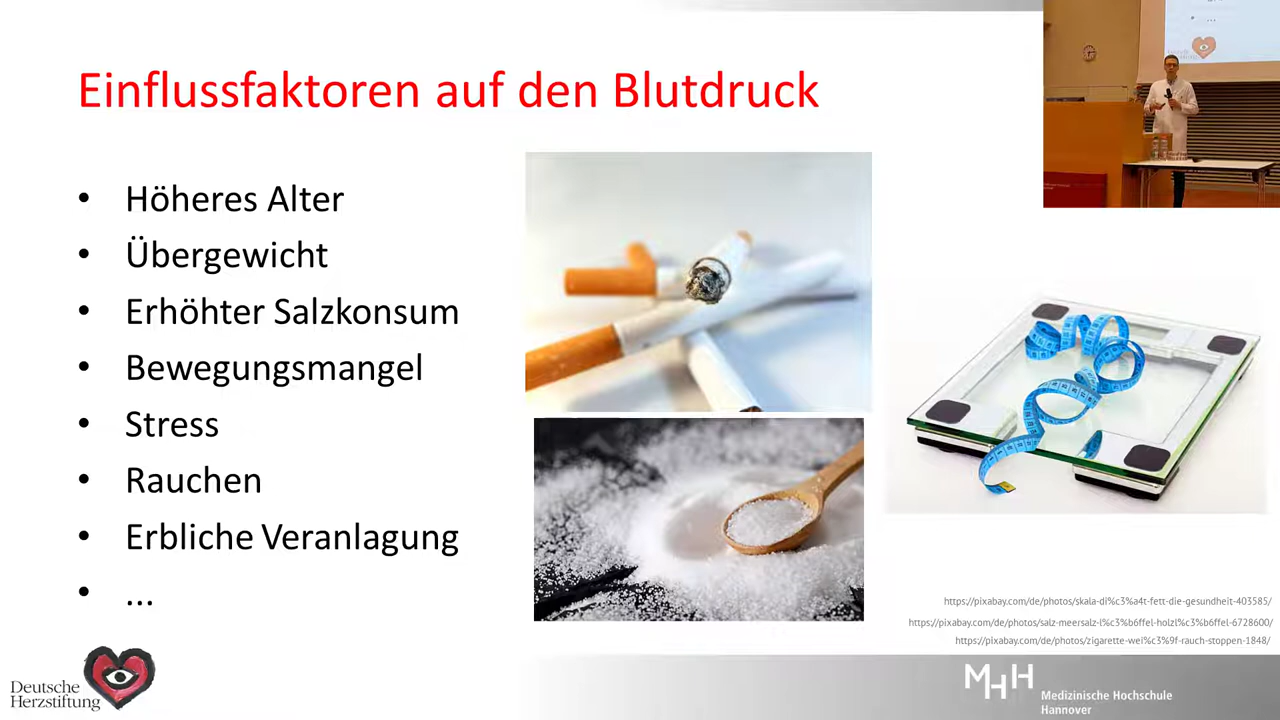 Einflussfaktoren auf den Blutdruck
• Höheres Alter
• Übergewicht
• Erhöhter Salzkonsum
• Bewegungsmangel
• Stress
• Rauchen
• Erbliche Veranlagung
• ...
https://pixabay.com/de/photos/skala-di%c3%a4t-fett-die-gesundheit-403585/
https://pixabay.com/de/photos/salz-meersalz-l%c3%b6ffel-holzl%c3%b6ffel-6728600/
https://pixabay.com/de/photos/zigarette-wei%c3%9f-rauch-stoppen-1848/
Deutsche
Herzstiftung
MHH
Medizinische Hochschule
Hannover